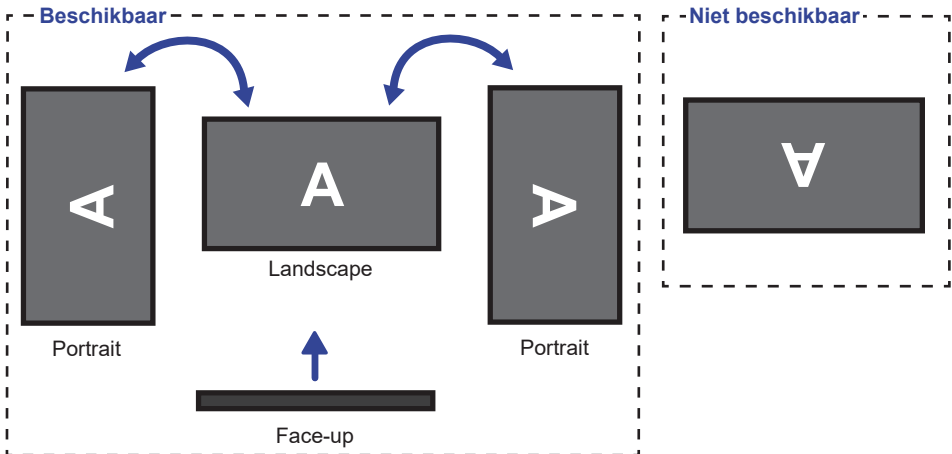 Beschikbaar
Niet beschikbaar
A
A
A
A
Landscape
Portrait
Portrait
Face-up